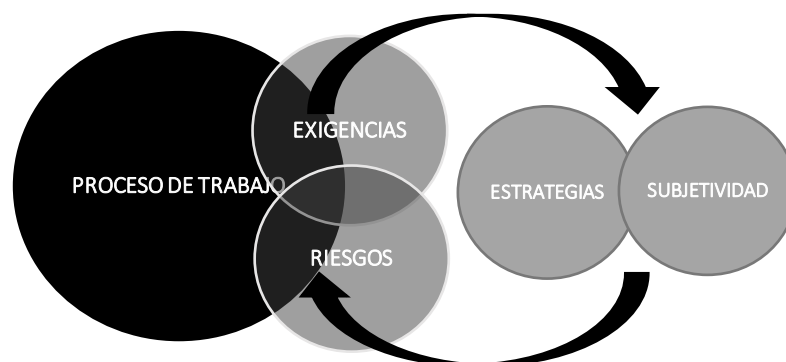 EXIGENCIAS
PROCESO DE TRABAJO
ESTRATEGIAS
SUBJETIVIDAD
RIESGOS